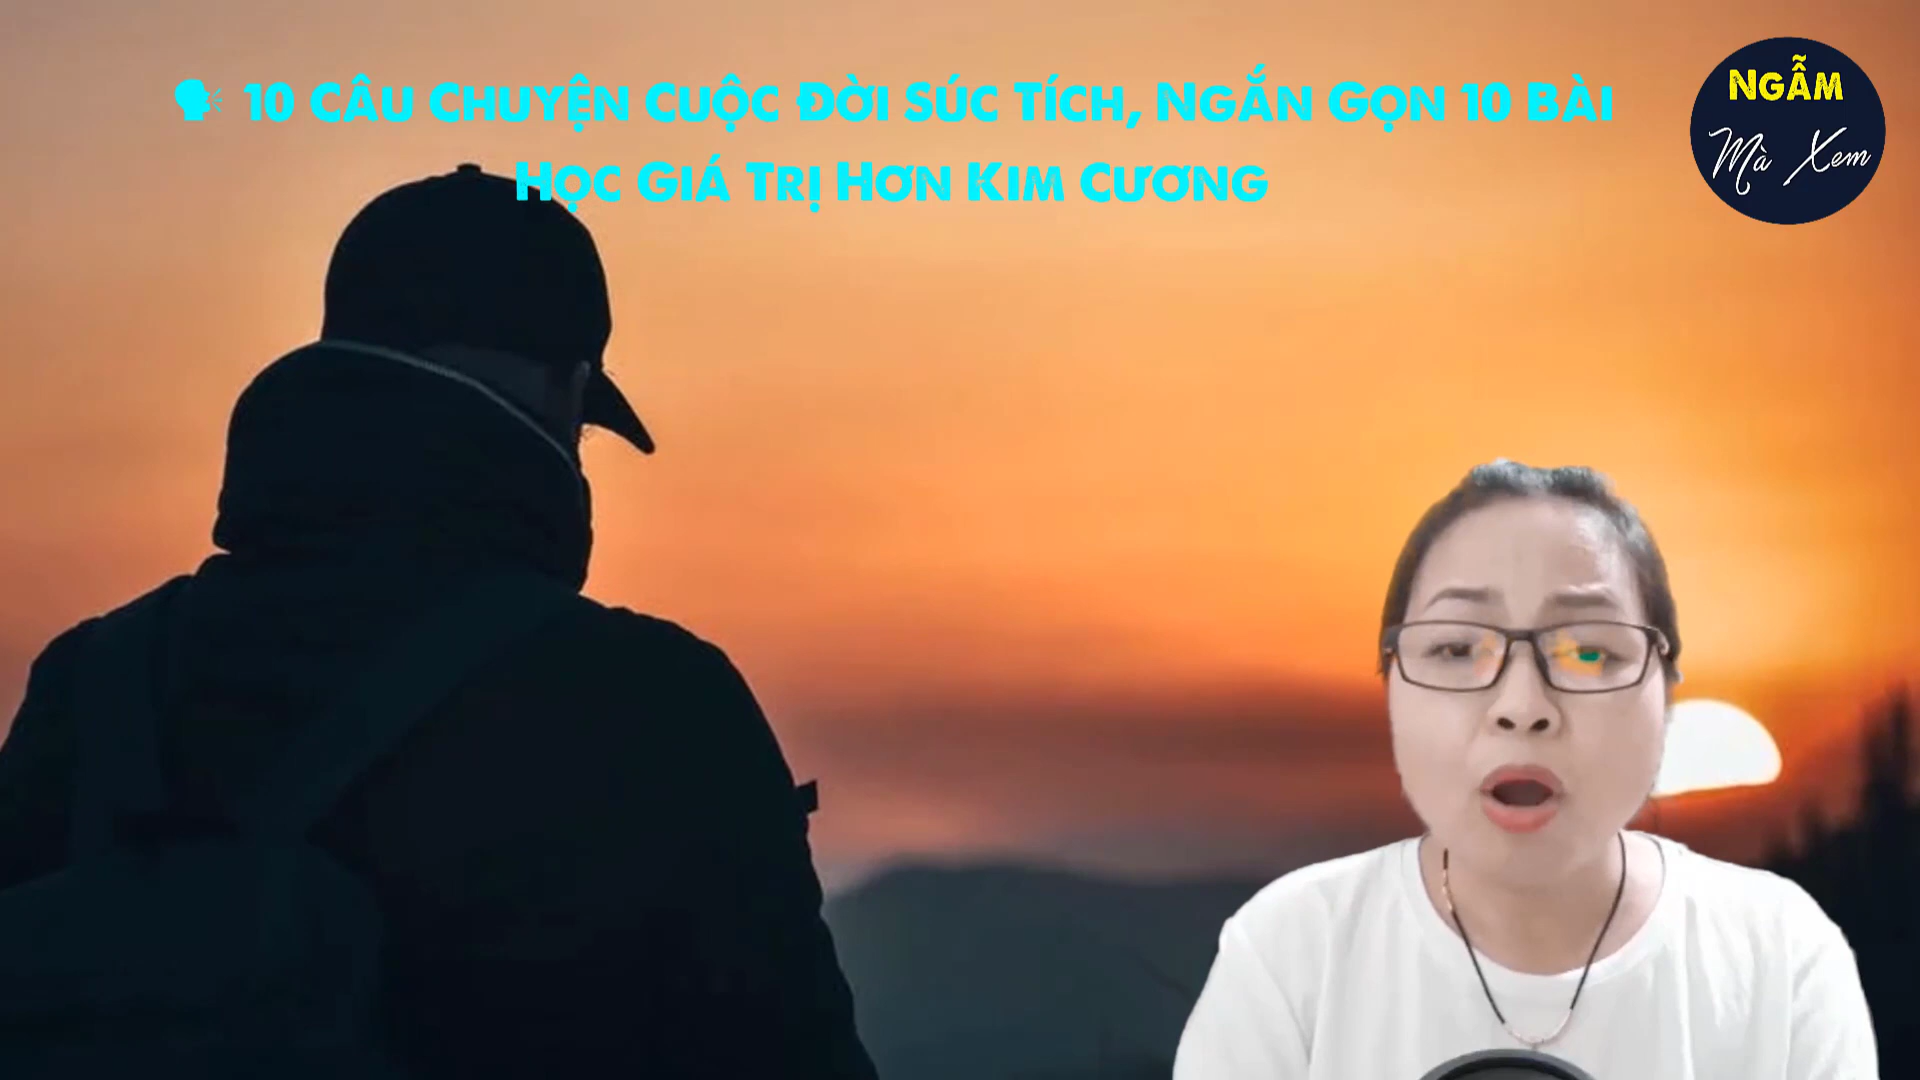 10 Câu Chuyện Cuộc Đời Súc Tích, Ngắn Gọn 10 Bài
Học Giá Trị Hơn Kim Cương
NGẪM
Mà Xem